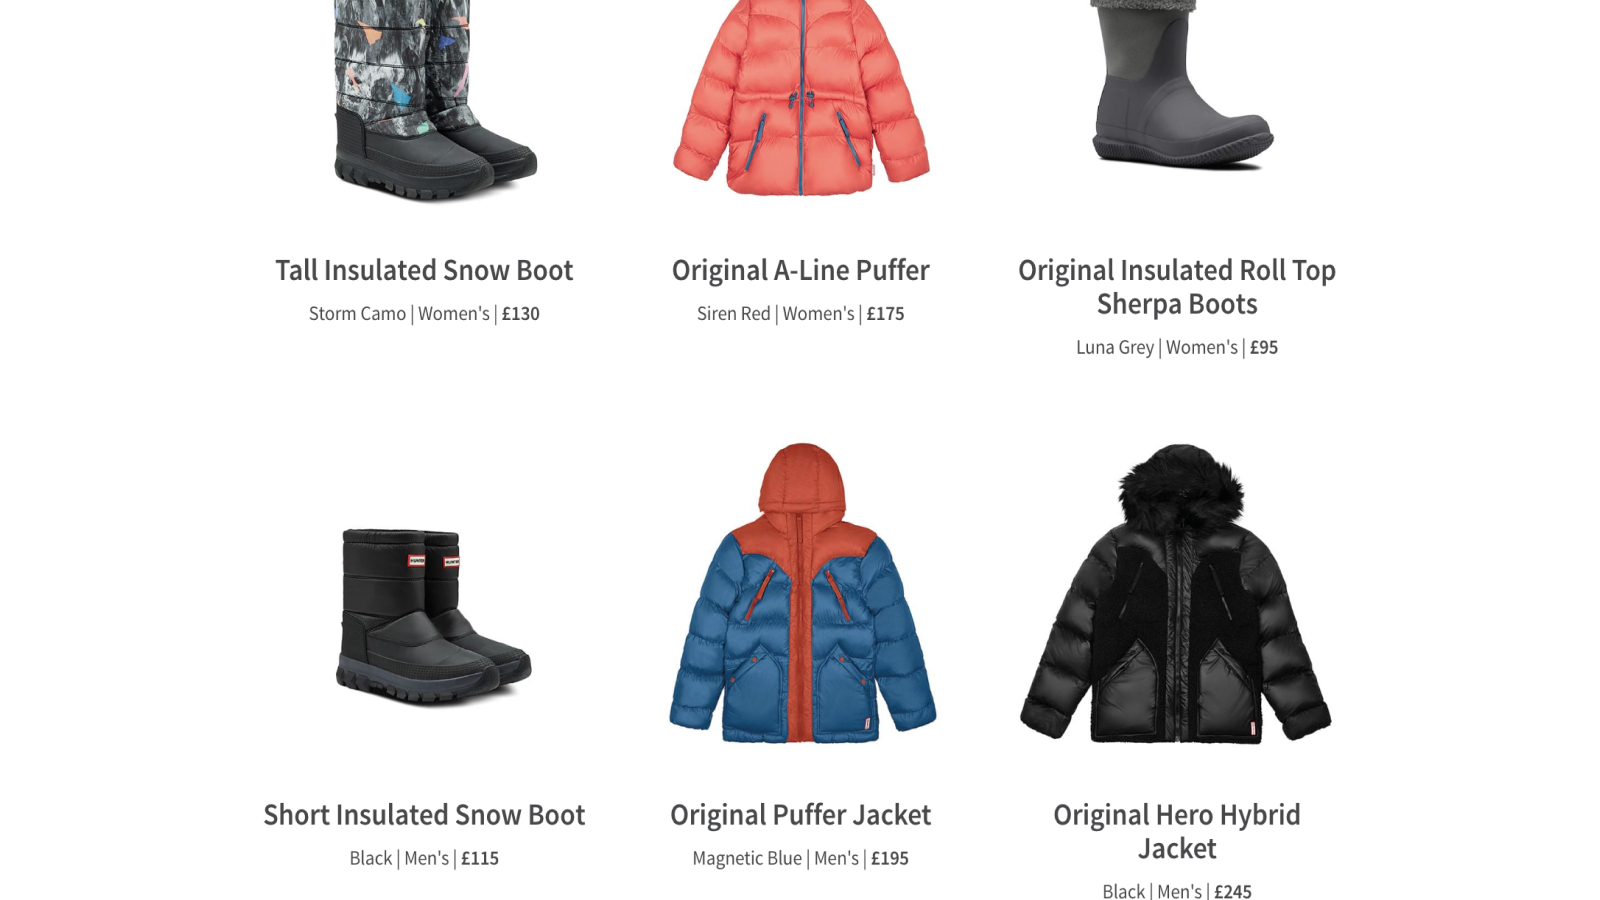 Tall Insulated Snow Boot
Storm Camo | Women's | £130
Original A-Line Puffer
Siren Red | Women's | £175
Original Insulated Roll Top
Sherpa Boots
Luna Grey | Women's | £95
HUNTER
Short Insulated Snow Boot
Black | Men's | £115
Original Puffer Jacket
Magnetic Blue | Men's | £195
Original Hero Hybrid
Jacket
Black | Men's | £245